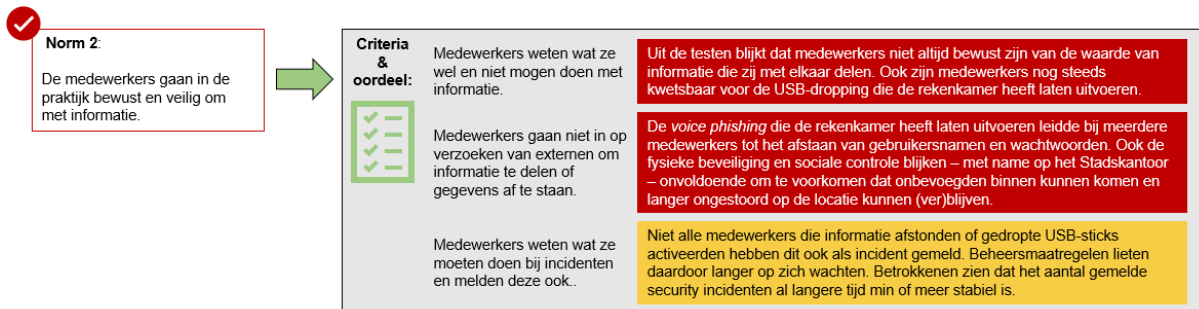 Norm 2:
De medewerkers gaan in de
praktijk bewust en veilig om
met informatie.
Criteria
&
oordeel:
Medewerkers weten wat ze
wel en niet mogen doen met
informatie.
Uit de testen blijkt dat medewerkers niet altijd bewust zijn van de waarde van
informatie die zij met elkaar delen. Ook zijn medewerkers nog steeds
kwetsbaar voor de USB-dropping die de rekenkamer heeft laten uitvoeren.
Medewerkers gaan niet in op
verzoeken van externen om
informatie te delen of
gegevens af te staan.
De voice phishing die de rekenkamer heeft laten uitvoeren leidde bij meerdere
medewerkers tot het afstaan van gebruikersnamen en wachtwoorden. Ook de
fysieke beveiliging en sociale controle blijken – met name op het Stadskantoor
– onvoldoende om te voorkomen dat onbevoegden binnen kunnen komen en
langer ongestoord op de locatie kunnen (ver)blijven.
Medewerkers weten wat ze
moeten doen bij incidenten
en melden deze ook..
Niet alle medewerkers die informatie afstonden of gedropte USB-sticks
activeerden hebben dit ook als incident gemeld. Beheersmaatregelen lieten
daardoor langer op zich wachten. Betrokkenen zien dat het aantal gemelde
security incidenten al langere tijd min of meer stabiel is.